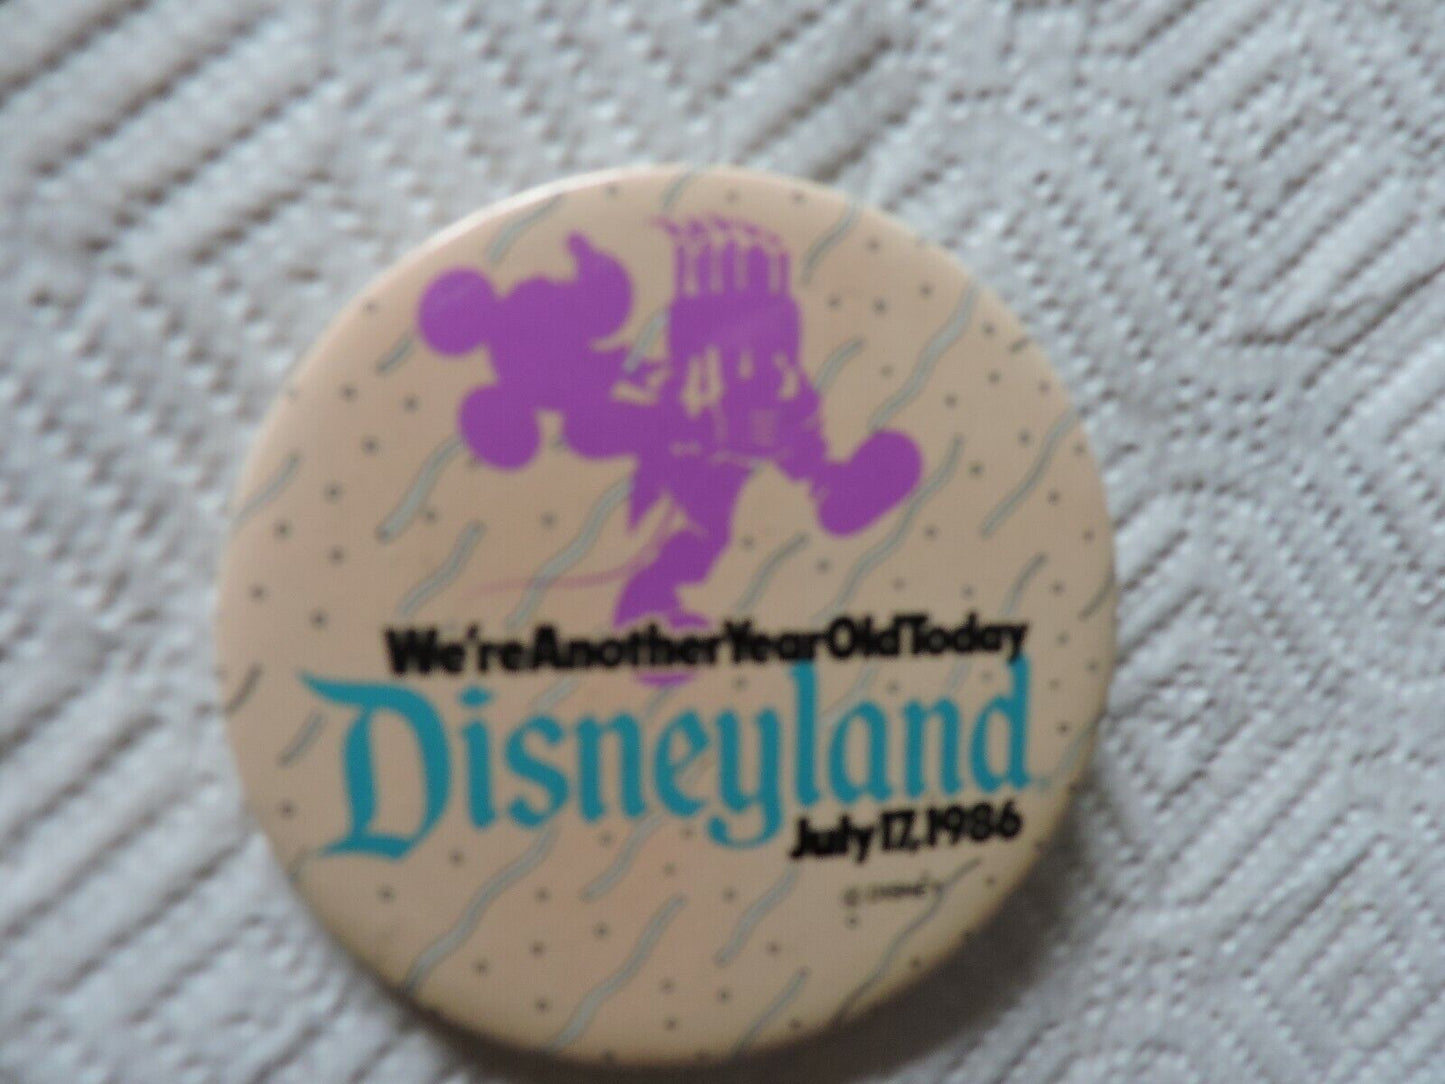 We're Another Year Old Today
Disneyland
July 17, 1986